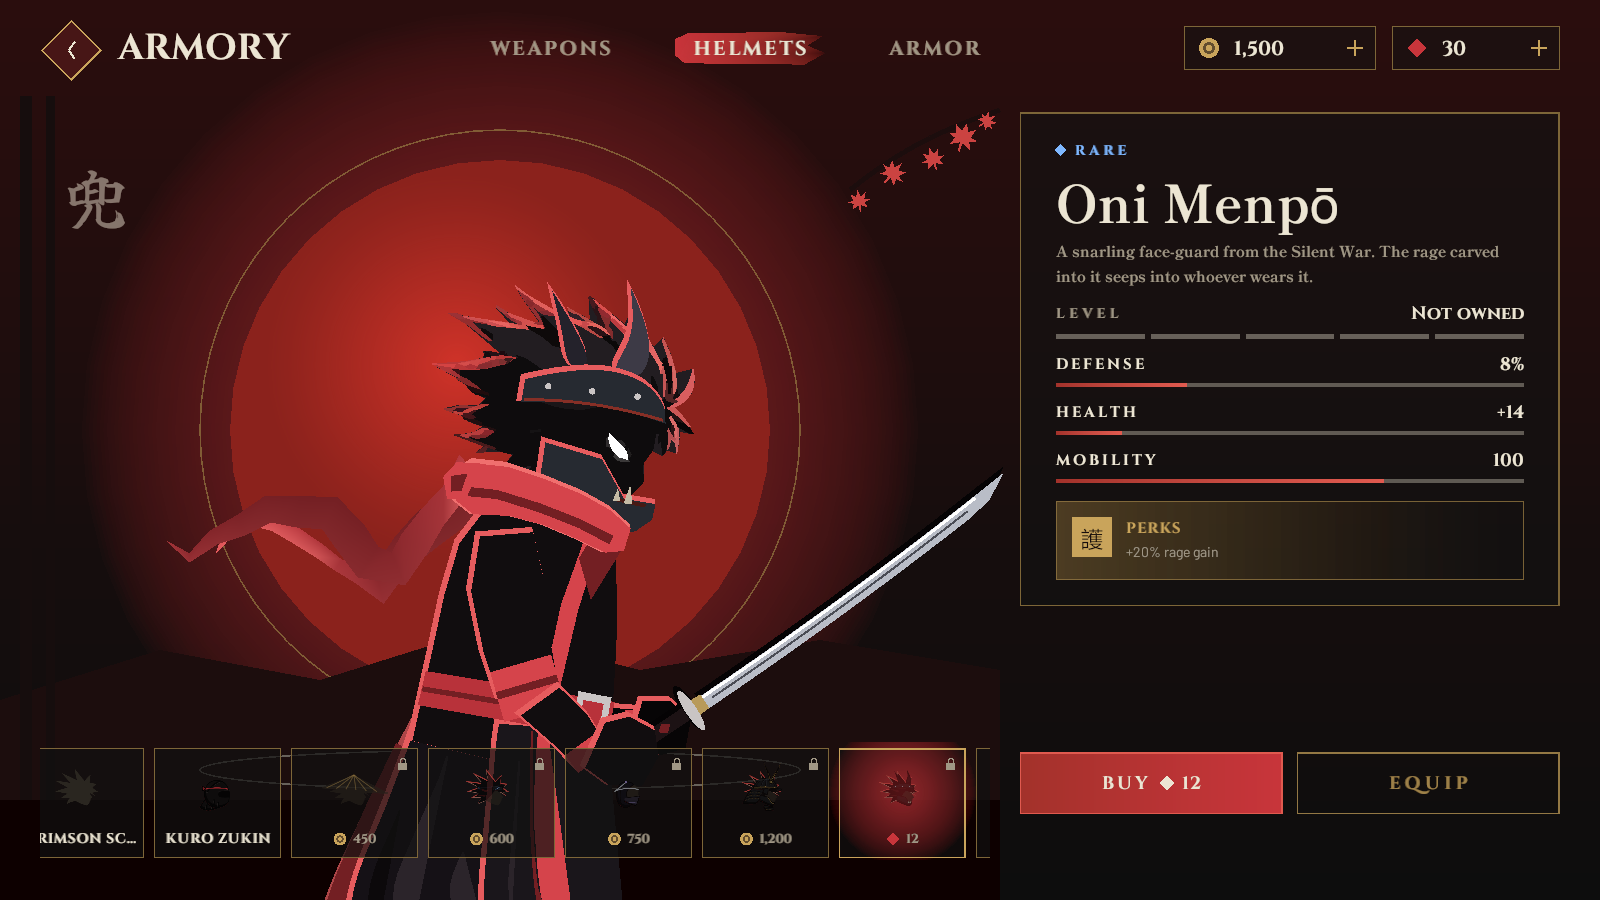 ARMORY
WEAPONS
HELMETS
ARMOR
1,500
30
兜
RARE
Oni Menpō
A snarling face-guard from the Silent War. The rage carved
into it seeps into whoever wears it.
LEVEL
NOT OWNED
DEFENSE
8%
HEALTH
+14
MOBILITY
100
護
PERKS
+20% rage gain
RIMSON SC...
KURO ZUKIN
450
600
750
1,200
12
BUY 12
EQUIP